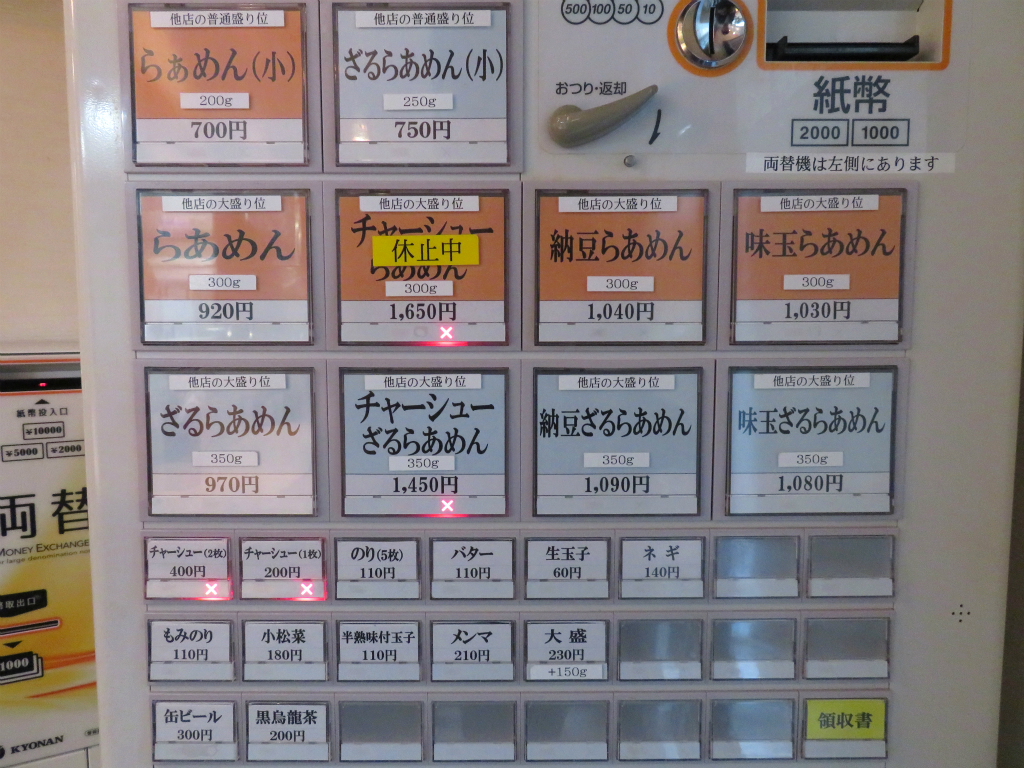 他店の普通盛り位
らぁめん(小)
200g
700円
他店の普通盛り位
ざるらあめん(小)
250g
750円
500 100 50 10
おつり・返却
紙幣
2000 1000
両替機は左側にあります
他店の大盛り位
らあめん
300g
920円
他店の大盛り位
チャーシュー
休止中
らあめん
300g
1,650円
×
他店の大盛り位
納豆らあめん
300g
1,040円
他店の大盛り位
味玉らあめん
300g
1,030円
他店の大盛り位
ざるらあめん
350g
970円
他店の大盛り位
チャーシュー
ざるらあめん
350g
1,450円
×
他店の大盛り位
納豆ざるらあめん
350g
1,090円
他店の大盛り位
味玉ざるらあめん
350g
1,080円
チャーシュー(2枚)
400円
×
チャーシュー(1枚)
200円
×
のり(5枚)
110円
バター
110円
生玉子
60円
ネギ
140円
もみのり
110円
小松菜
180円
半熟味付玉子
110円
メンマ
210円
大盛
230円
+150g
缶ビール
300円
黒烏龍茶
200円
領収書
紙幣投入口
¥10000
¥5000 ¥2000
両替
MONEY EXCHANGE
取出口
1000
KYONAN